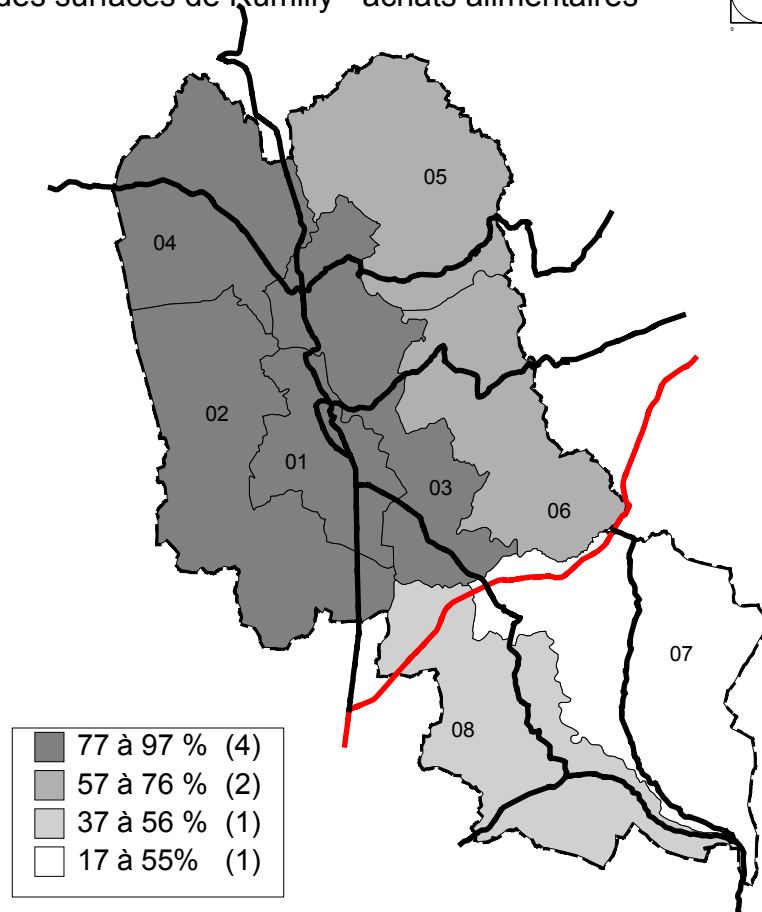 des surfaces de Rumilly - achats alimentaires
0
05
04
02
01
03
06
07
08
77 à 97 % (4)
57 à 76 % (2)
37 à 56 % (1)
17 à 55% (1)